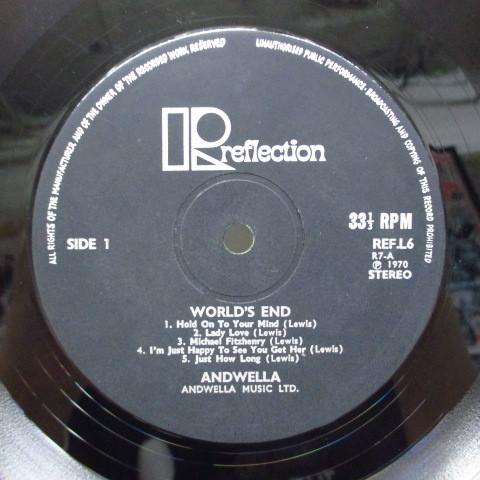 ALL RIGHTS OF THE MANUFACTURER, AND OF THE OWNER OF THE RECORDED WORK, RESERVED
UNAUTHORISED PUBLIC PERFORMANCE, BROADCASTING AND COPYING OF THIS RECORD PROHIBITED
R reflection
33⅓ RPM
SIDE 1
REF.L6
R7-A
℗ 1970
STEREO
WORLD'S END
1. Hold On To Your Mind (Lewis)
2. Lady Love (Lewis)
3. Michael Fitzhenry (Lewis)
4. I'm Just Happy To See You Get Her (Lewis)
5. Just How Long (Lewis)
ANDWELLA
ANDWELLA MUSIC LTD.